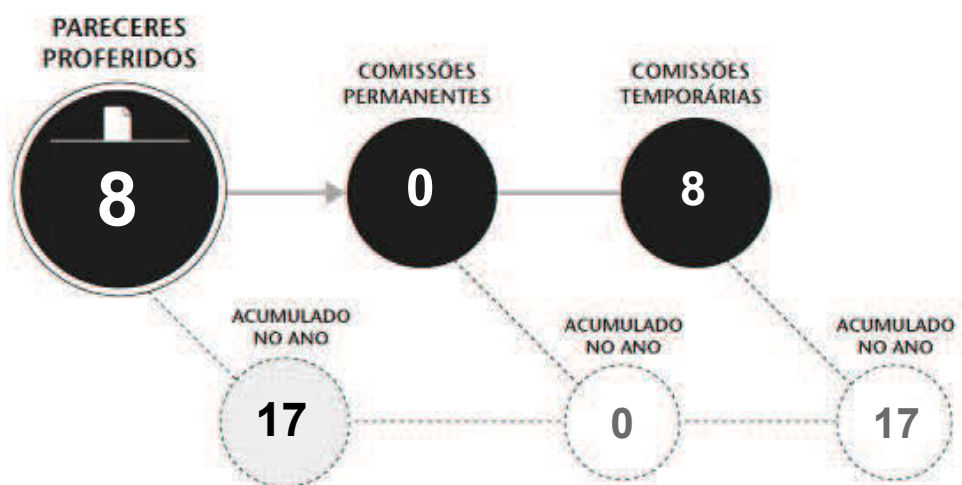 PARECERES
PROFERIDOS
8
COMISSÕES
PERMANENTES
0
COMISSÕES
TEMPORÁRIAS
8
ACUMULADO
NO ANO
17
ACUMULADO
NO ANO
0
ACUMULADO
NO ANO
17